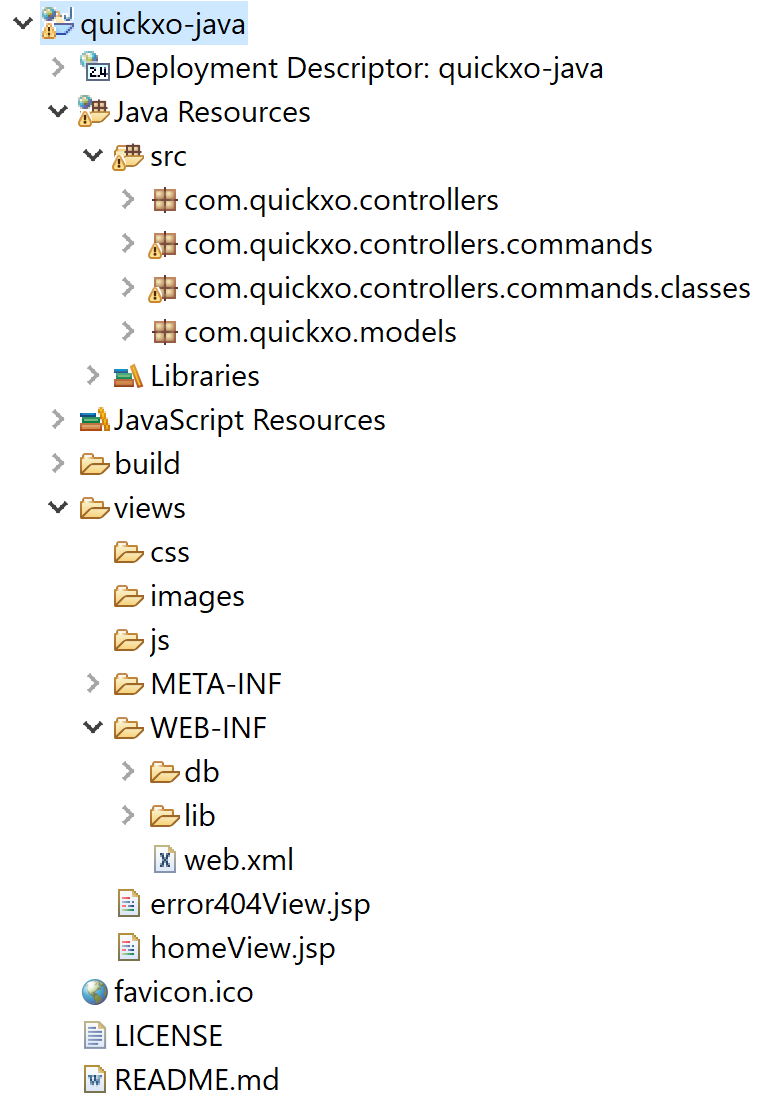 quickxo-java
2.4 Deployment Descriptor: quickxo-java
Java Resources
src
com.quickxo.controllers
com.quickxo.controllers.commands
com.quickxo.controllers.commands.classes
com.quickxo.models
Libraries
JavaScript Resources
build
views
css
images
js
META-INF
WEB-INF
db
lib
web.xml
error404View.jsp
homeView.jsp
favicon.ico
LICENSE
README.md